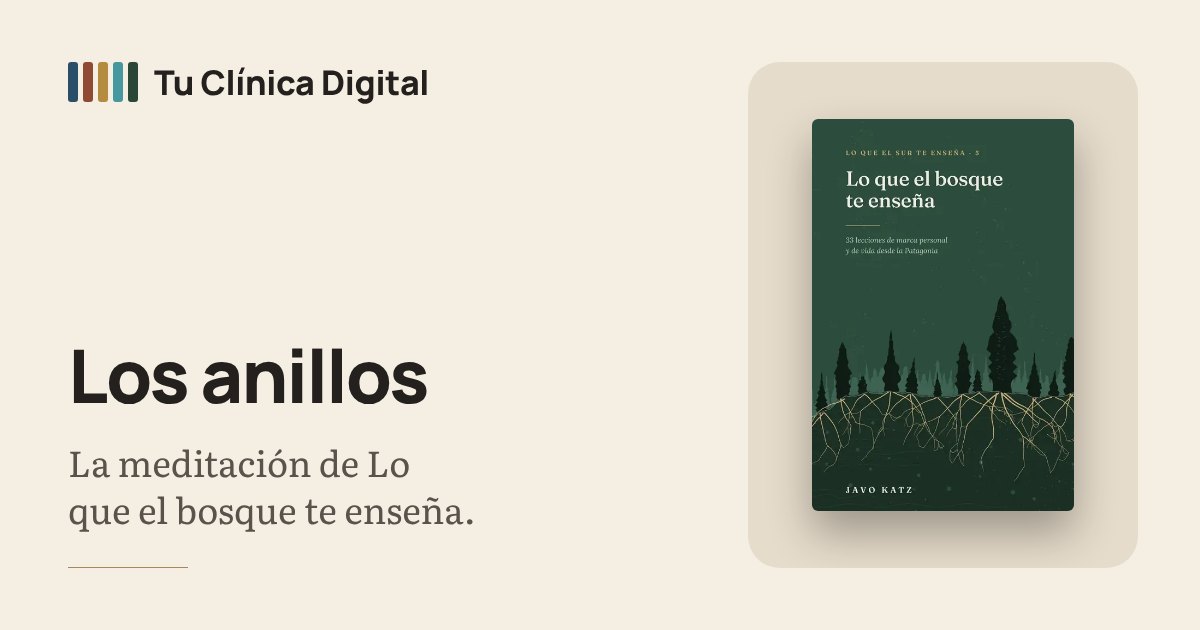 Tu Clínica Digital
Los anillos
La meditación de Lo
que el bosque te enseña.
LO QUE EL SUR TE ENSEÑA · 5
Lo que el bosque
te enseña
33 lecciones de marca personal
y de vida desde la Patagonia
JAVO KATZ